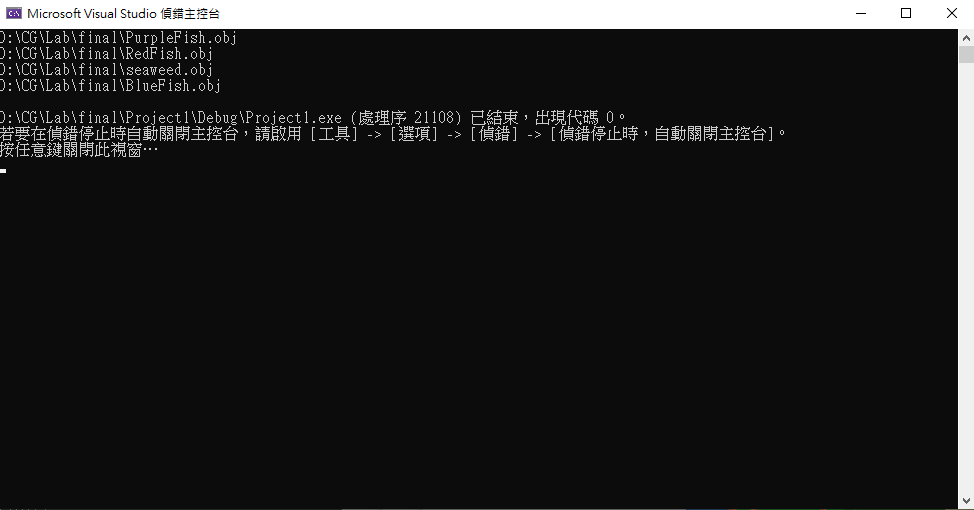 Microsoft Visual Studio 偵錯主控台
D:\CG\Lab\final\PurpleFish.obj
D:\CG\Lab\final\RedFish.obj
D:\CG\Lab\final\seaweed.obj
D:\CG\Lab\final\BlueFish.obj
D:\CG\Lab\final\Project1\Debug\Project1.exe (處理序 21108) 已結束，出現代碼 0。
若要在偵錯停止時自動關閉主控台，請啟用 [工具] -> [選項] -> [偵錯] -> [偵錯停止時，自動關閉主控台]。
按任意鍵關閉此視窗…